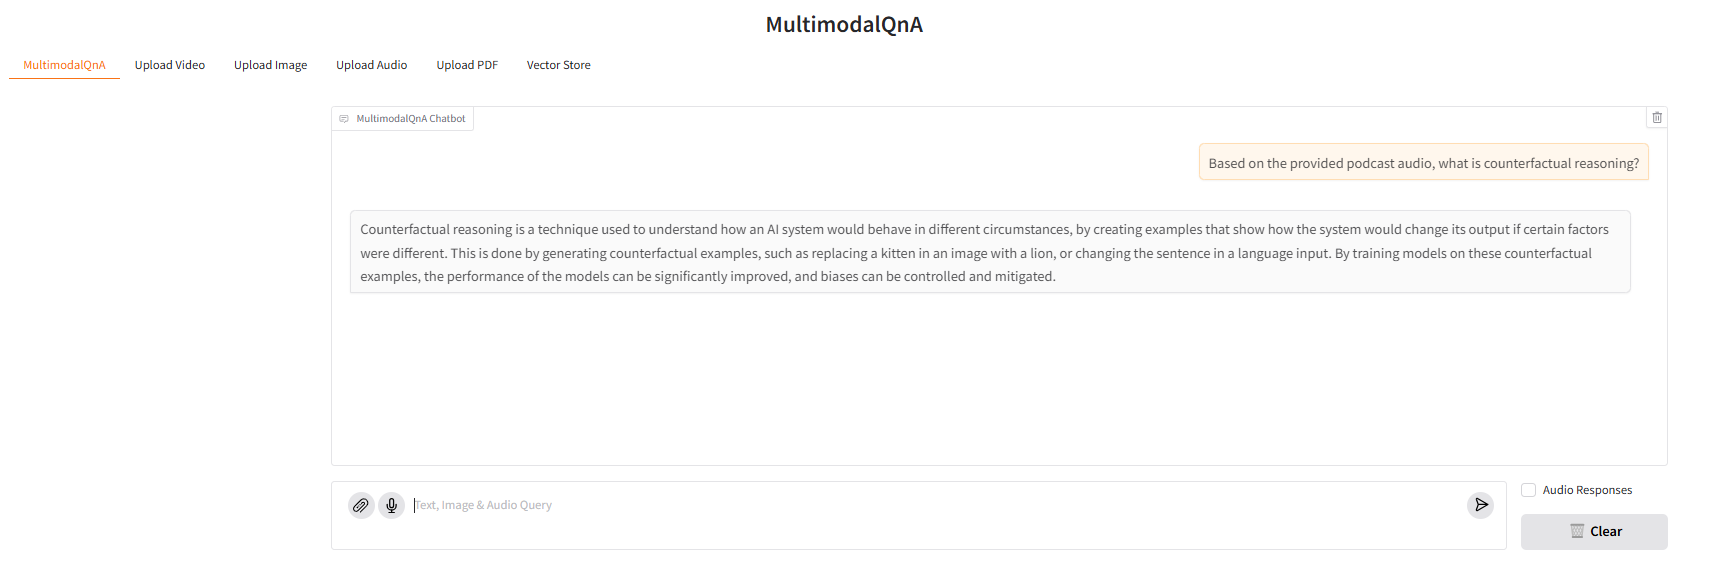 MultimodalQnA
MultimodalQnA Upload Video Upload Image Upload Audio Upload PDF Vector Store
MultimodalQnA Chatbot
Based on the provided podcast audio, what is counterfactual reasoning?
Counterfactual reasoning is a technique used to understand how an AI system would behave in different circumstances, by creating examples that show how the system would change its output if certain factors
were different. This is done by generating counterfactual examples, such as replacing a kitten in an image with a lion, or changing the sentence in a language input. By training models on these counterfactual
examples, the performance of the models can be significantly improved, and biases can be controlled and mitigated.
Text, Image & Audio Query
Audio Responses
Clear